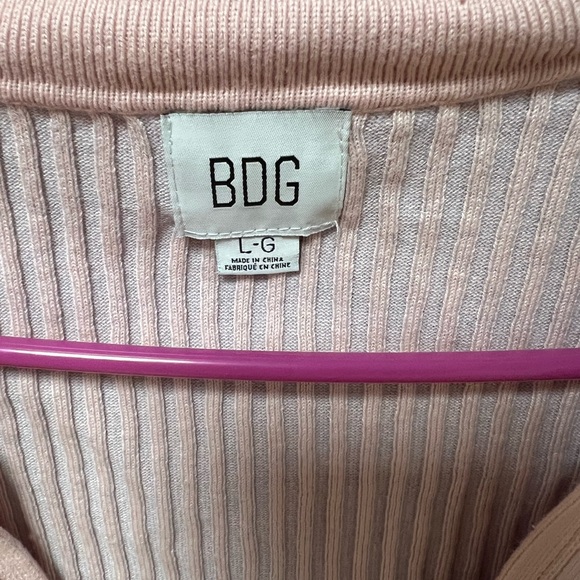 BDG
L-G
MADE IN CHINA
FABRIQUÉ EN CHINE